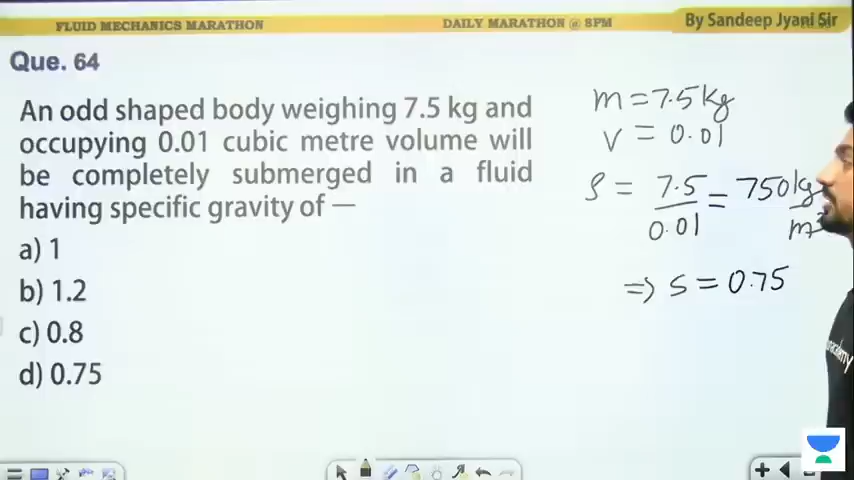 FLUID MECHANICS MARATHON
DAILY MARATHON @ 8PM
By Sandeep Jyani Sir
Que. 64
An odd shaped body weighing 7.5 kg and
occupying 0.01 cubic metre volume will
be completely submerged in a fluid
having specific gravity of —
a) 1
b) 1.2
c) 0.8
d) 0.75
m = 7.5 kg
V = 0.01
ρ = 7.5 / 0.01 = 750 kg / m³
⇒ S = 0.75